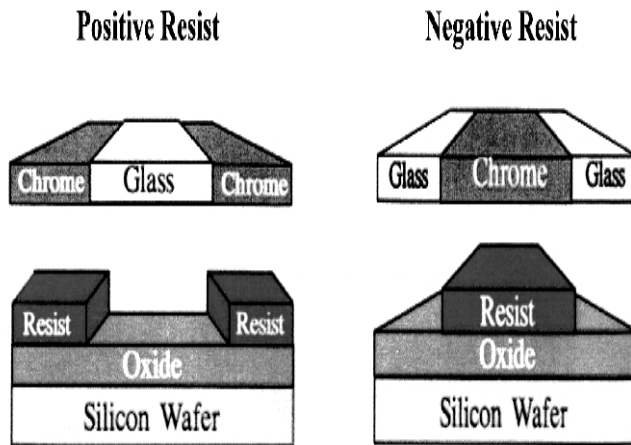 Positive Resist
Negative Resist
Chrome Glass Chrome
Glass Chrome Glass
Resist Resist
Oxide
Silicon Wafer
Resist
Oxide
Silicon Wafer